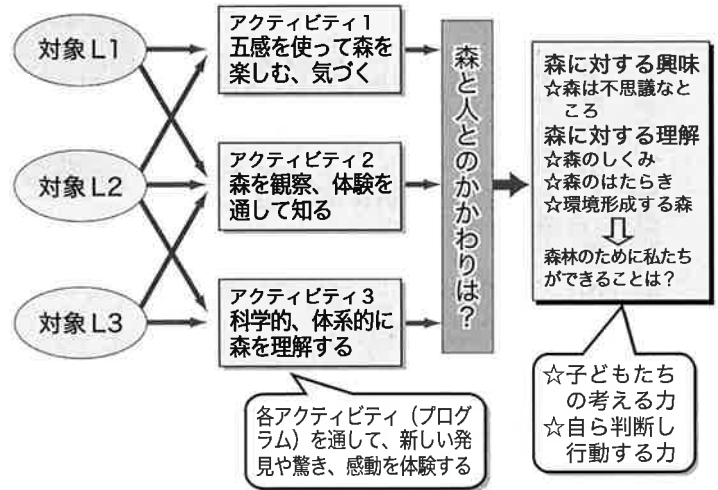 対象L1
対象L2
対象L3
アクティビティ1
五感を使って森を
楽しむ、気づく
アクティビティ2
森を観察、体験を
通して知る
アクティビティ3
科学的、体系的に
森を理解する
各アクティビティ(プログ
ラム)を通して、新しい発
見や驚き、感動を体験する
森と人とのかかわりは?
森に対する興味
☆森は不思議なと
ころ
森に対する理解
☆森のしくみ
☆森のはたらき
☆環境形成する森
森林のために私たち
ができることは?
☆子どもたち
の考える力
☆自ら判断し
行動する力